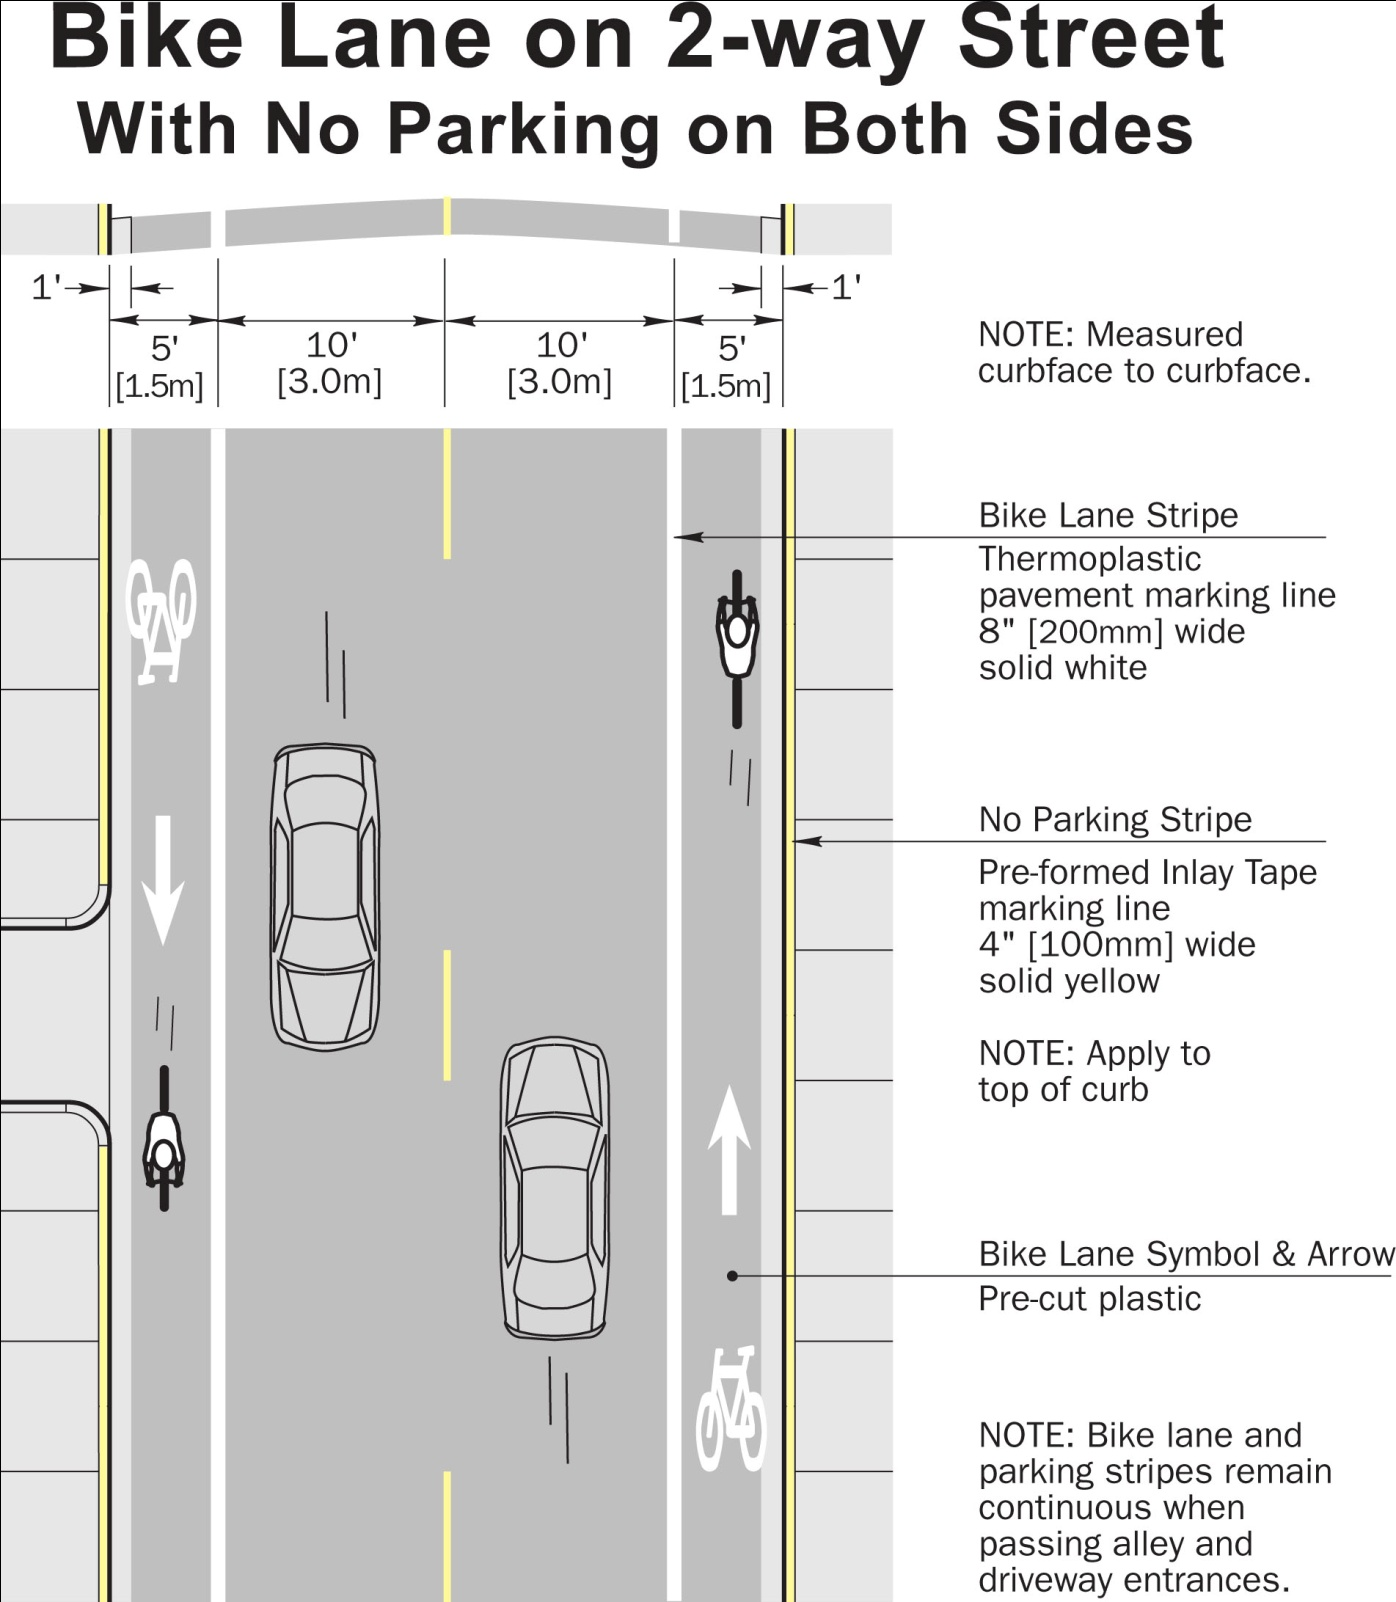 Bike Lane on 2-way Street
With No Parking on Both Sides
1'
1'
5'
10'
10'
5'
[1.5m]
[3.0m]
[3.0m]
[1.5m]
NOTE: Measured
curbface to curbface.
Bike Lane Stripe
Thermoplastic
pavement marking line
8" [200mm] wide
solid white
No Parking Stripe
Pre-formed Inlay Tape
marking line
4" [100mm] wide
solid yellow
NOTE: Apply to
top of curb
Bike Lane Symbol & Arrow
Pre-cut plastic
NOTE: Bike lane and
parking stripes remain
continuous when
passing alley and
driveway entrances.